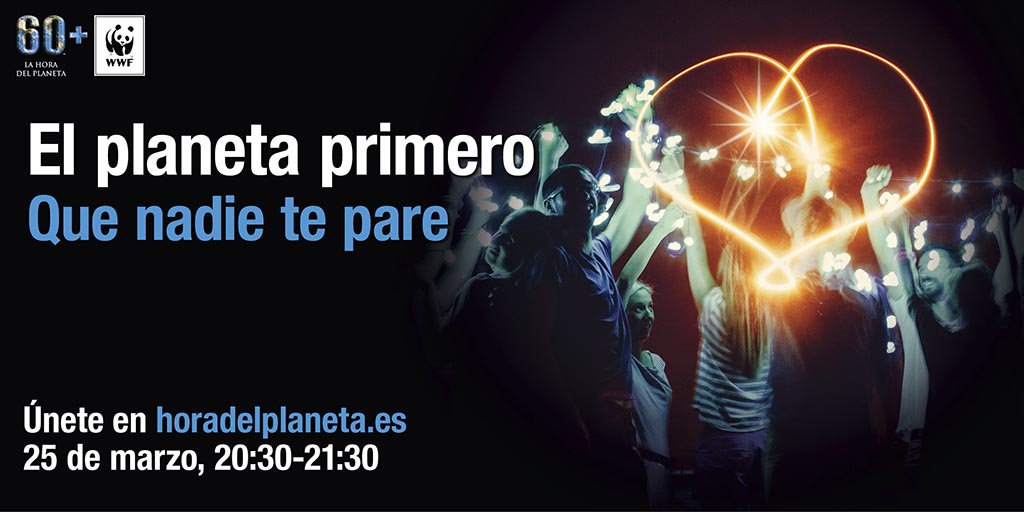 60+
LA HORA
DEL PLANETA
WWF
El planeta primero
Que nadie te pare
Únete en horadelplaneta.es
25 de marzo, 20:30-21:30